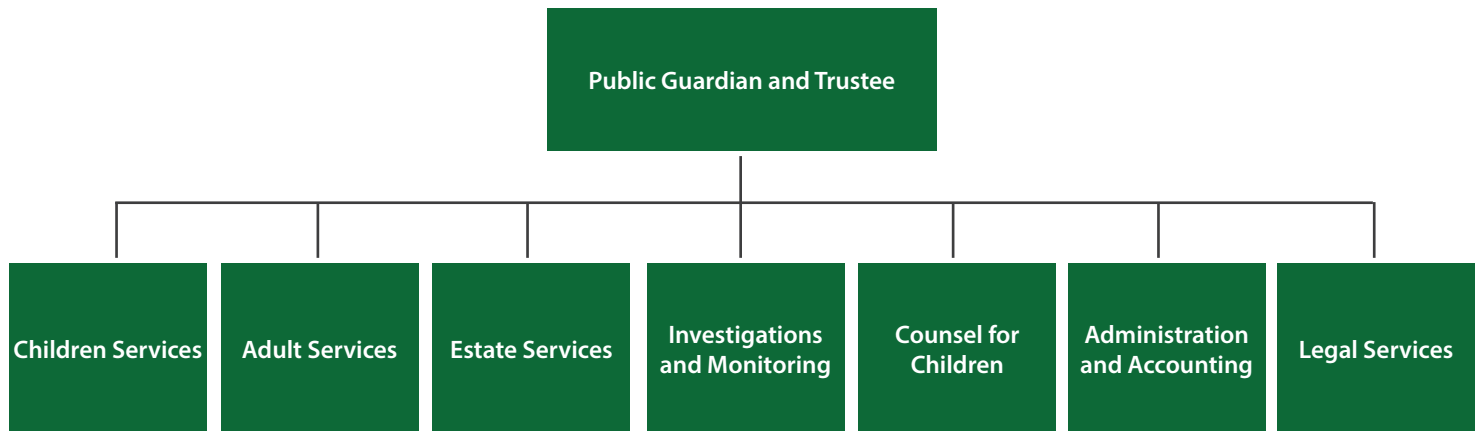 Public Guardian and Trustee
Children Services
Adult Services
Estate Services
Investigations
and Monitoring
Counsel for
Children
Administration
and Accounting
Legal Services